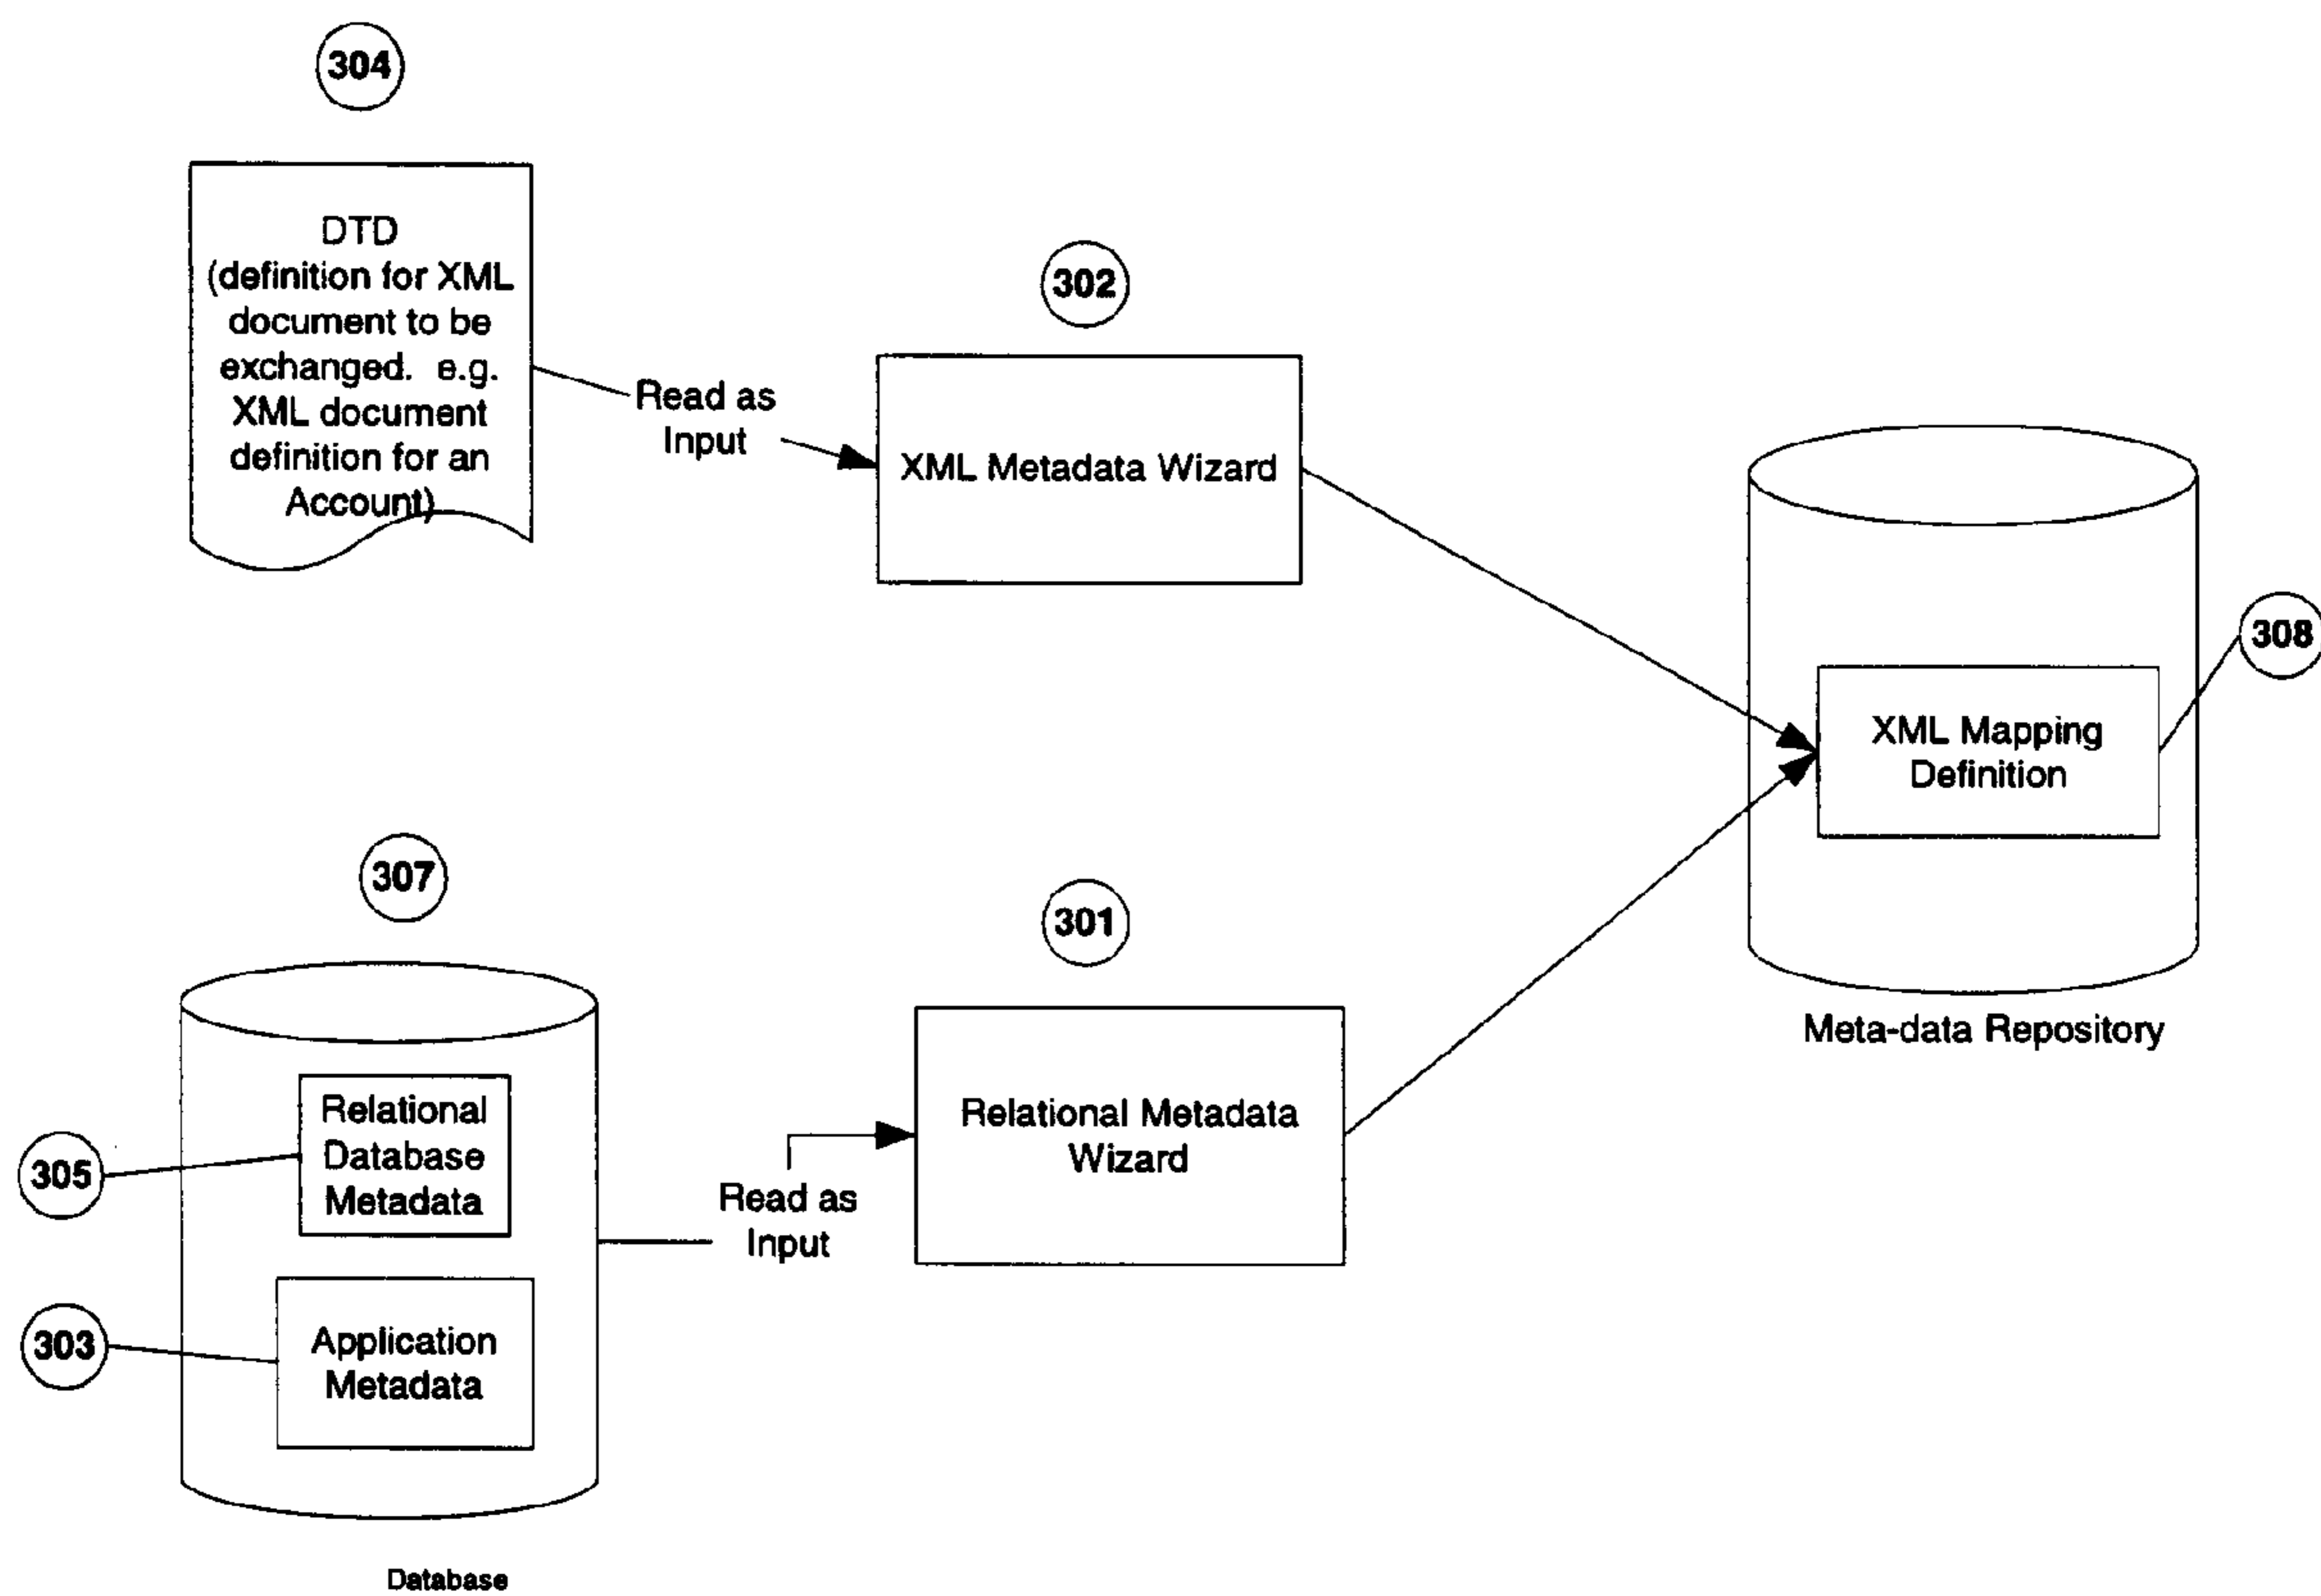 304
DTD
(definition for XML
document to be
exchanged. e.g.
XML document
definition for an
Account)
Read as
Input
302
XML Metadata Wizard
308
XML Mapping
Definition
Meta-data Repository
307
305
Relational
Database
Metadata
303
Application
Metadata
Database
Read as
Input
301
Relational Metadata
Wizard